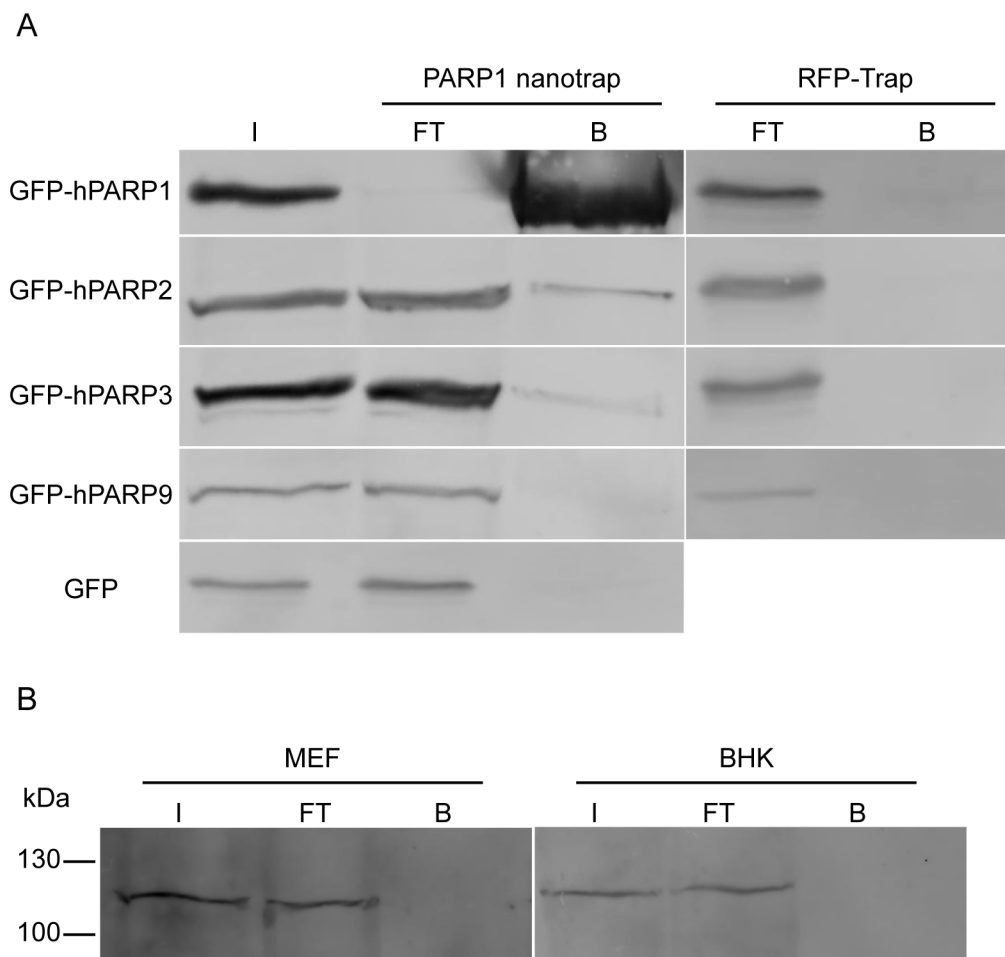 A
PARP1 nanotrap RFP-Trap
I FT B FT B
GFP-hPARP1
GFP-hPARP2
GFP-hPARP3
GFP-hPARP9
GFP
B
MEF BHK
kDa I FT B I FT B
130
100